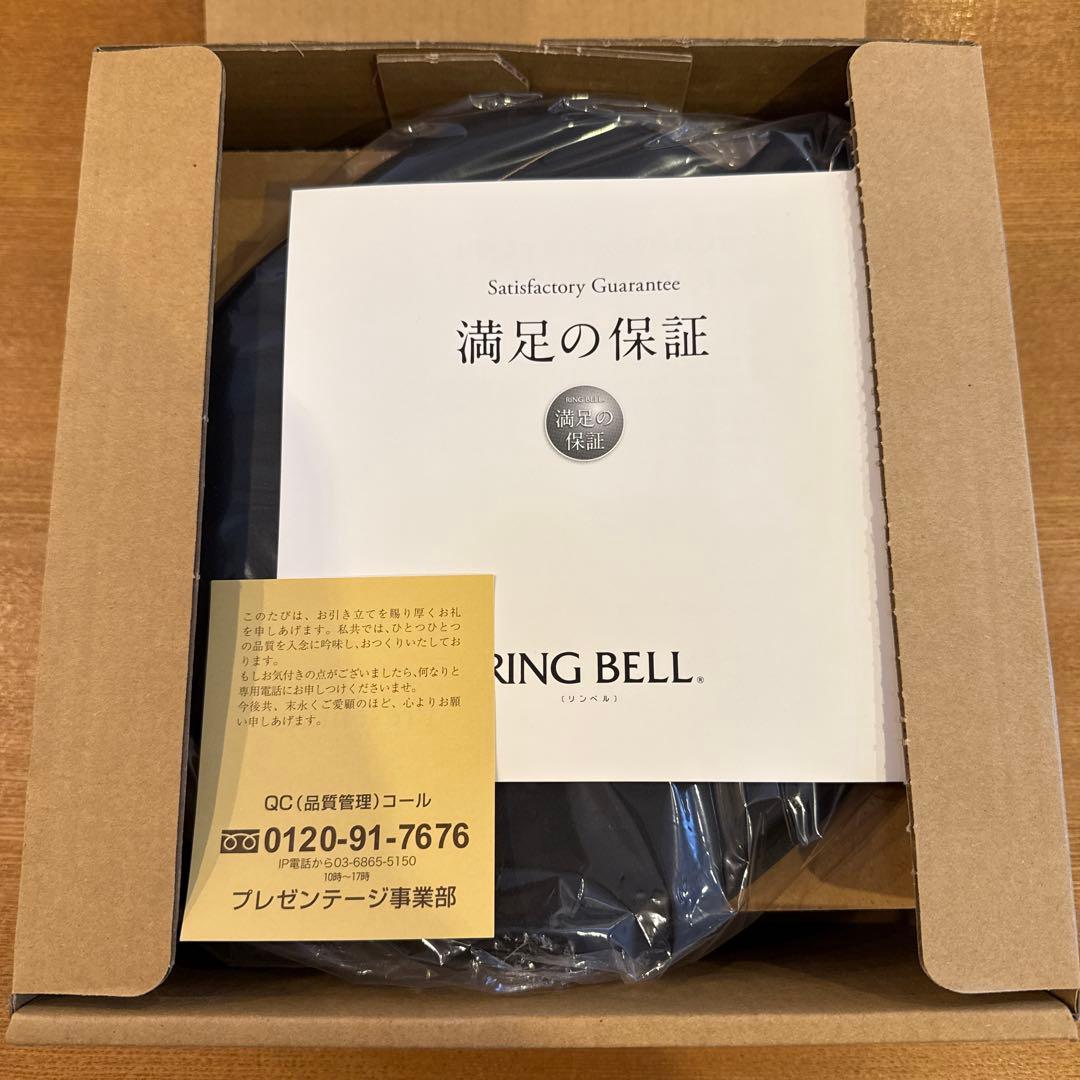 Satisfactory Guarantee
満足の保証
RING BELL
満足の
保証
RING BELL®
〔リンベル〕
このたびは、お引き立てを賜り厚くお礼
を申しあげます。私共では、ひとつひとつ
の品質を入念に吟味し、おつくりいたしてお
ります。
もしお気付きの点がございましたら、何なりと
専用電話にお申しつけくださいませ。
今後共、末永くご愛顧のほど、心よりお願
い申しあげます。
QC(品質管理)コール
0120-91-7676
IP電話から03-6865-5150
10時〜17時
プレゼンテージ事業部